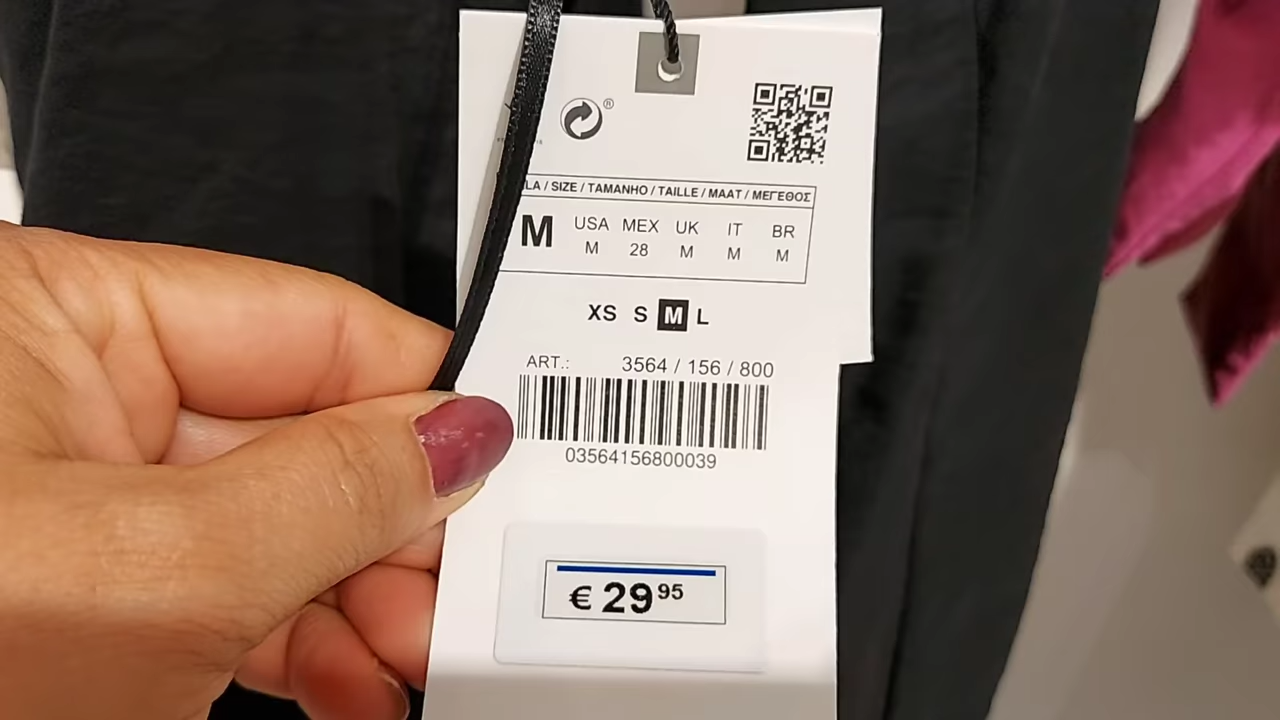 ®
LA / SIZE / TAMANHO / TAILLE / MAAT / ΜΕΓΕΘΟΣ
M USA MEX UK IT BR
M 28 M M M
XS S M L
ART.: 3564 / 156 / 800
03564156800039
€ 29 95